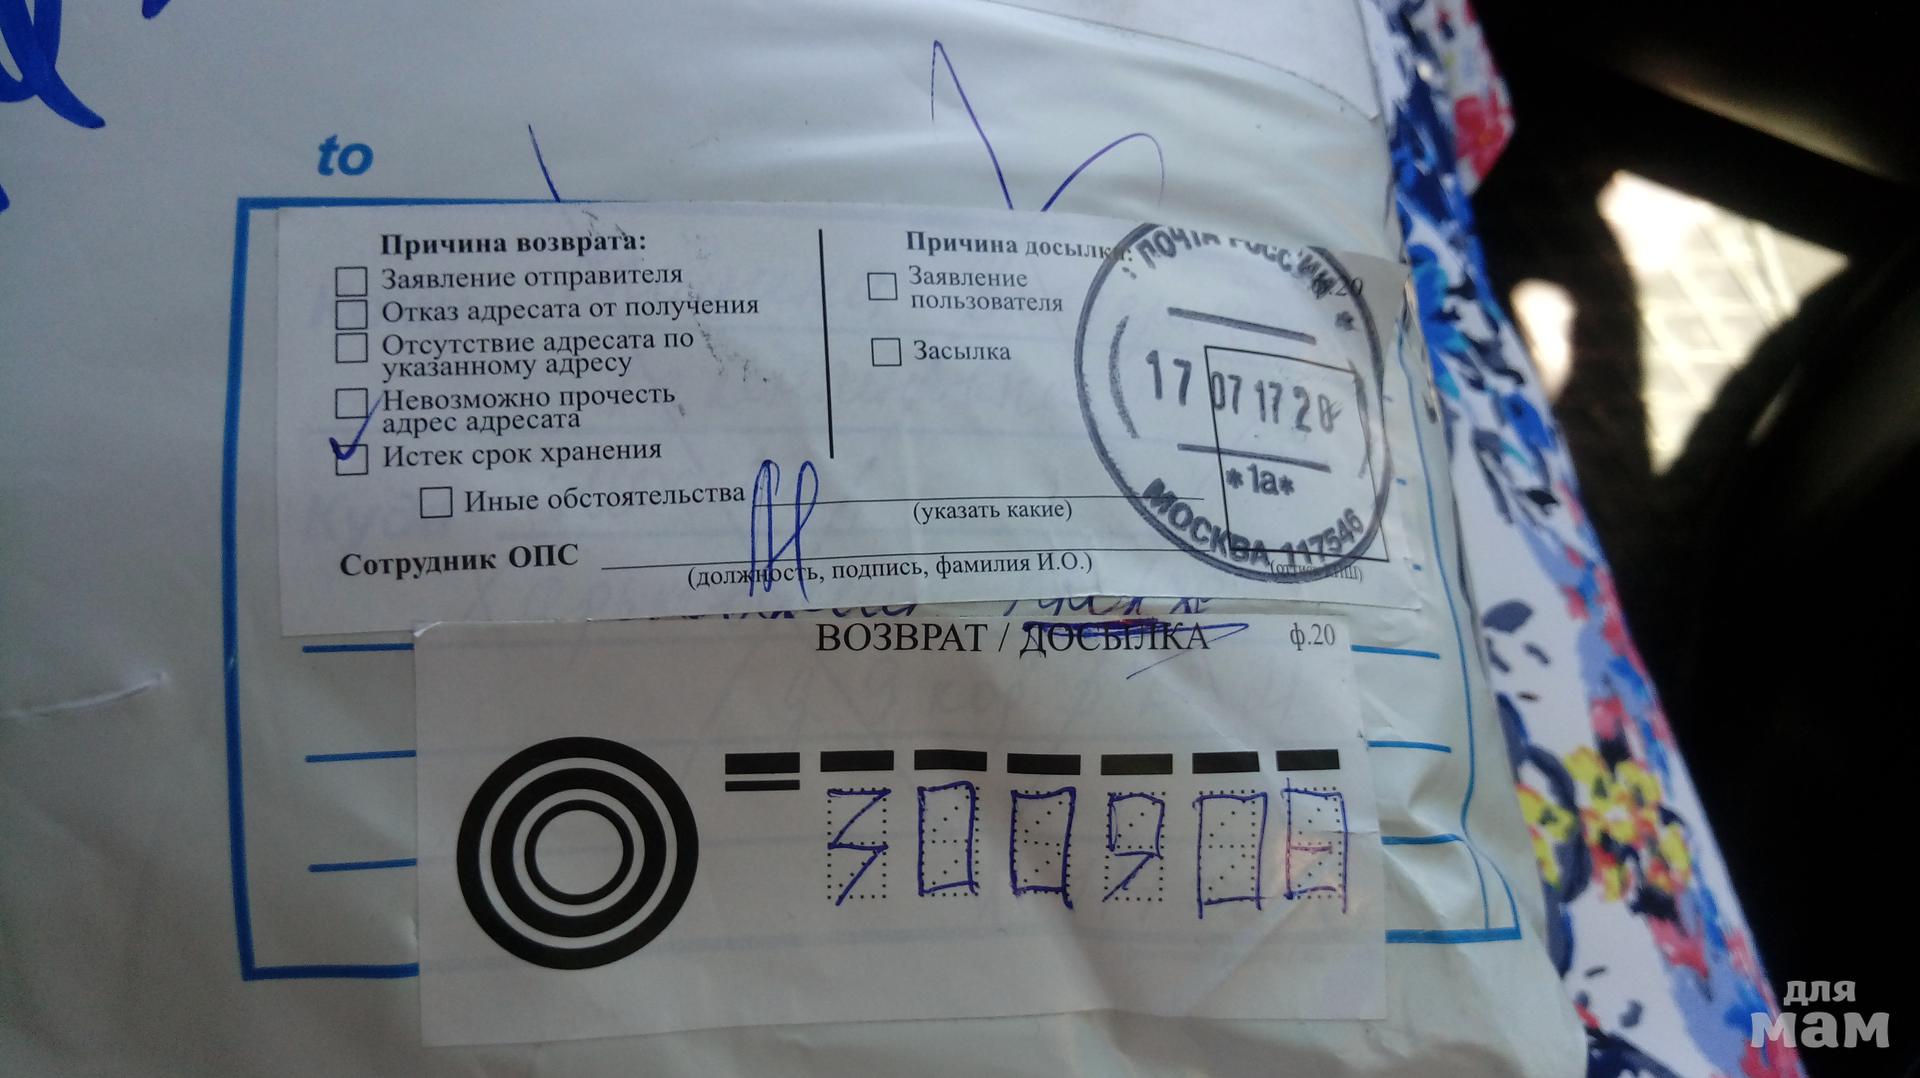 to
Причина возврата:
Заявление отправителя
Отказ адресата от получения
Отсутствие адресата по
указанному адресу
Невозможно прочесть
адрес адресата
Истек срок хранения
Иные обстоятельства
(указать какие)
Сотрудник ОПС
(должность, подпись, фамилия И.О.)
Причина досылки:
Заявление
пользователя
Засылка
ПОЧТА РОССИИ
17 07 17 20
*1а*
МОСКВА 117546
ВОЗВРАТ / ДОСЫЛКА
ф.20
300908
для
мам